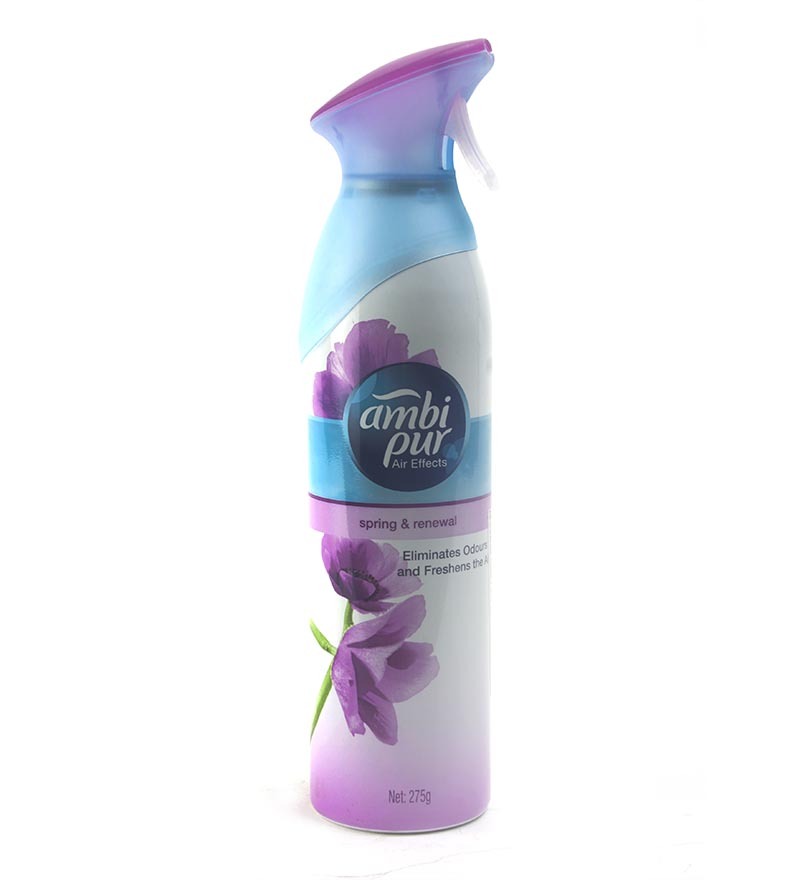 ambi
pur
Air Effects
spring & renewal
Eliminates Odours
and Freshens the
Net: 275g